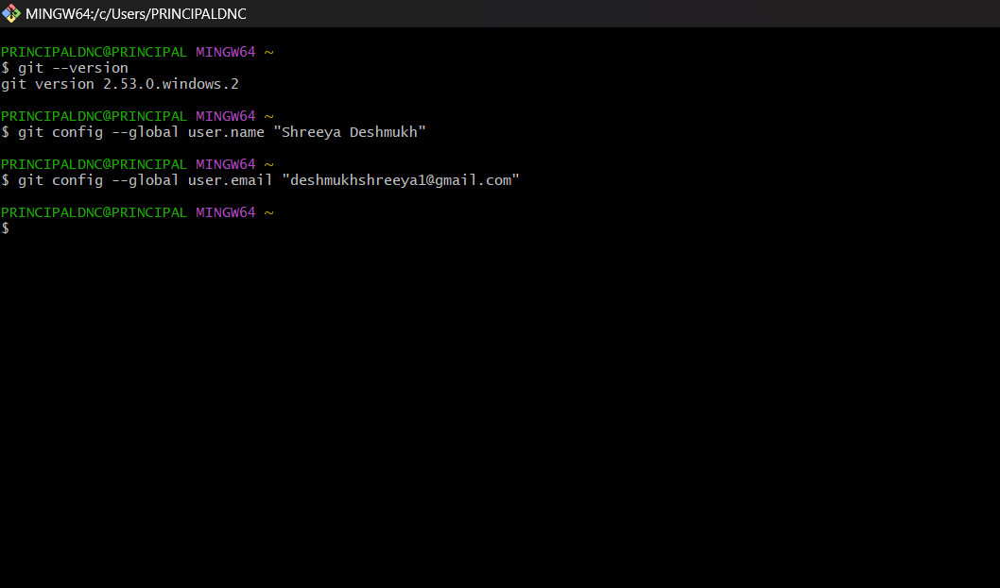 MINGW64:/c/Users/PRINCIPALDNC
PRINCIPALDNC@PRINCIPAL MINGW64 ~
$ git --version
git version 2.53.0.windows.2
PRINCIPALDNC@PRINCIPAL MINGW64 ~
$ git config --global user.name "Shreeya Deshmukh"
PRINCIPALDNC@PRINCIPAL MINGW64 ~
$ git config --global user.email "deshmukhshreeya1@gmail.com"
PRINCIPALDNC@PRINCIPAL MINGW64 ~
$